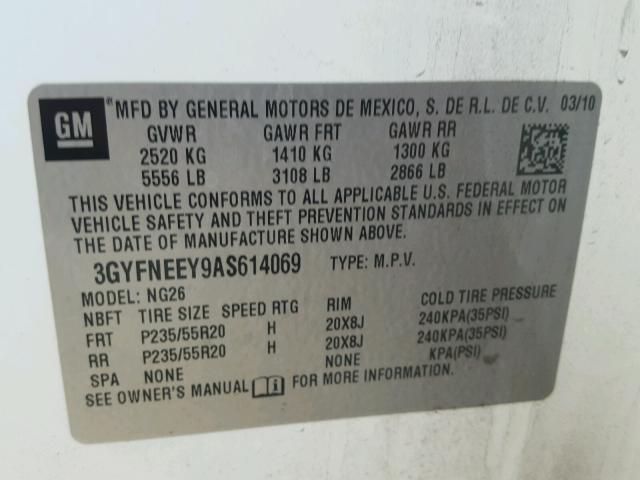 GM ® MFD BY GENERAL MOTORS DE MEXICO, S. DE R.L. DE C.V. 03/10
GVWR GAWR FRT GAWR RR
2520 KG 1410 KG 1300 KG
5556 LB 3108 LB 2866 LB
THIS VEHICLE CONFORMS TO ALL APPLICABLE U.S. FEDERAL MOTOR
VEHICLE SAFETY AND THEFT PREVENTION STANDARDS IN EFFECT ON
THE DATE OF MANUFACTURE SHOWN ABOVE.
3GYFNEEY9AS614069 TYPE: M.P.V.
MODEL: NG26
NBFT TIRE SIZE SPEED RTG RIM COLD TIRE PRESSURE
FRT P235/55R20 H 20X8J 240KPA(35PSI)
RR P235/55R20 H 20X8J 240KPA(35PSI)
SPA NONE NONE KPA(PSI)
SEE OWNER'S MANUAL FOR MORE INFORMATION.